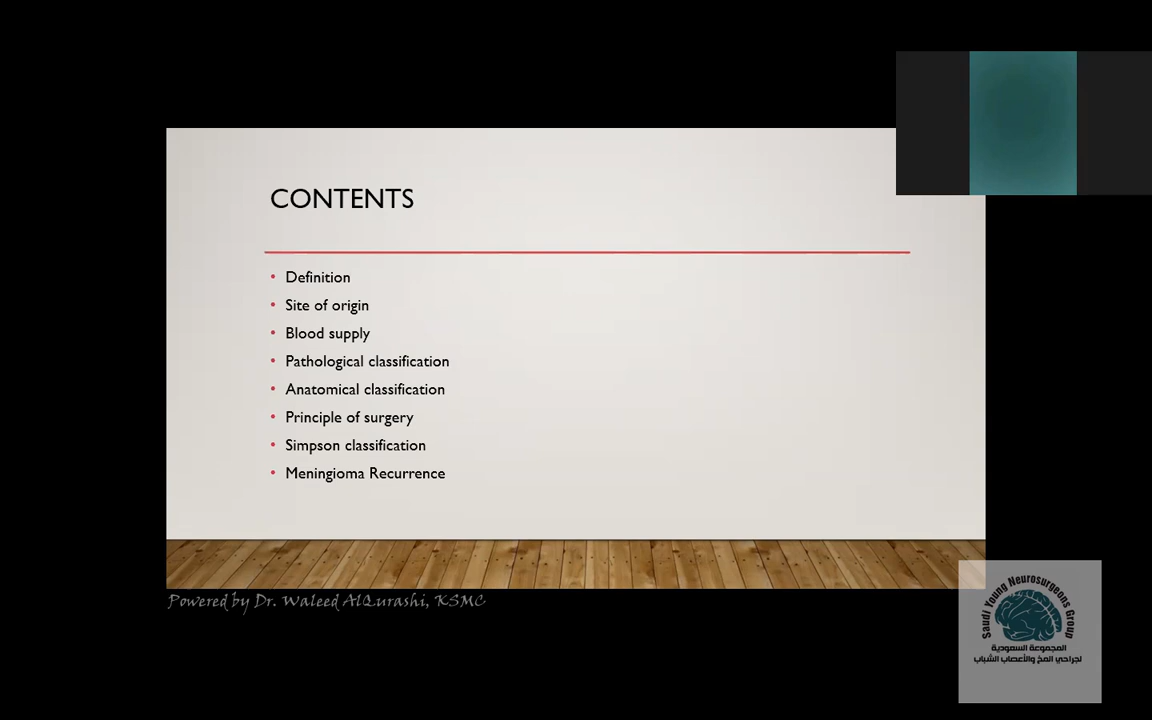 CONTENTS
• Definition
• Site of origin
• Blood supply
• Pathological classification
• Anatomical classification
• Principle of surgery
• Simpson classification
• Meningioma Recurrence
Powered by Dr. Waleed AlQurashi, KSMC
Saudi Young Neurosurgeons Group
المجموعة السعودية
لجراحي المخ والأعصاب الشباب